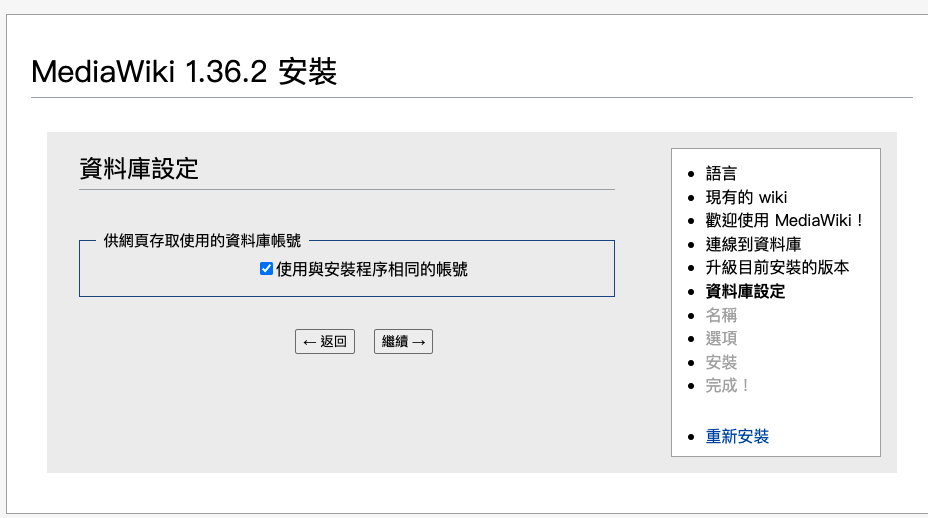 MediaWiki 1.36.2 安裝
資料庫設定
供網頁存取使用的資料庫帳號
使用與安裝程序相同的帳號
← 返回
繼續 →
語言
現有的 wiki
歡迎使用 MediaWiki！
連線到資料庫
升級目前安裝的版本
資料庫設定
名稱
選項
安裝
完成！
重新安裝